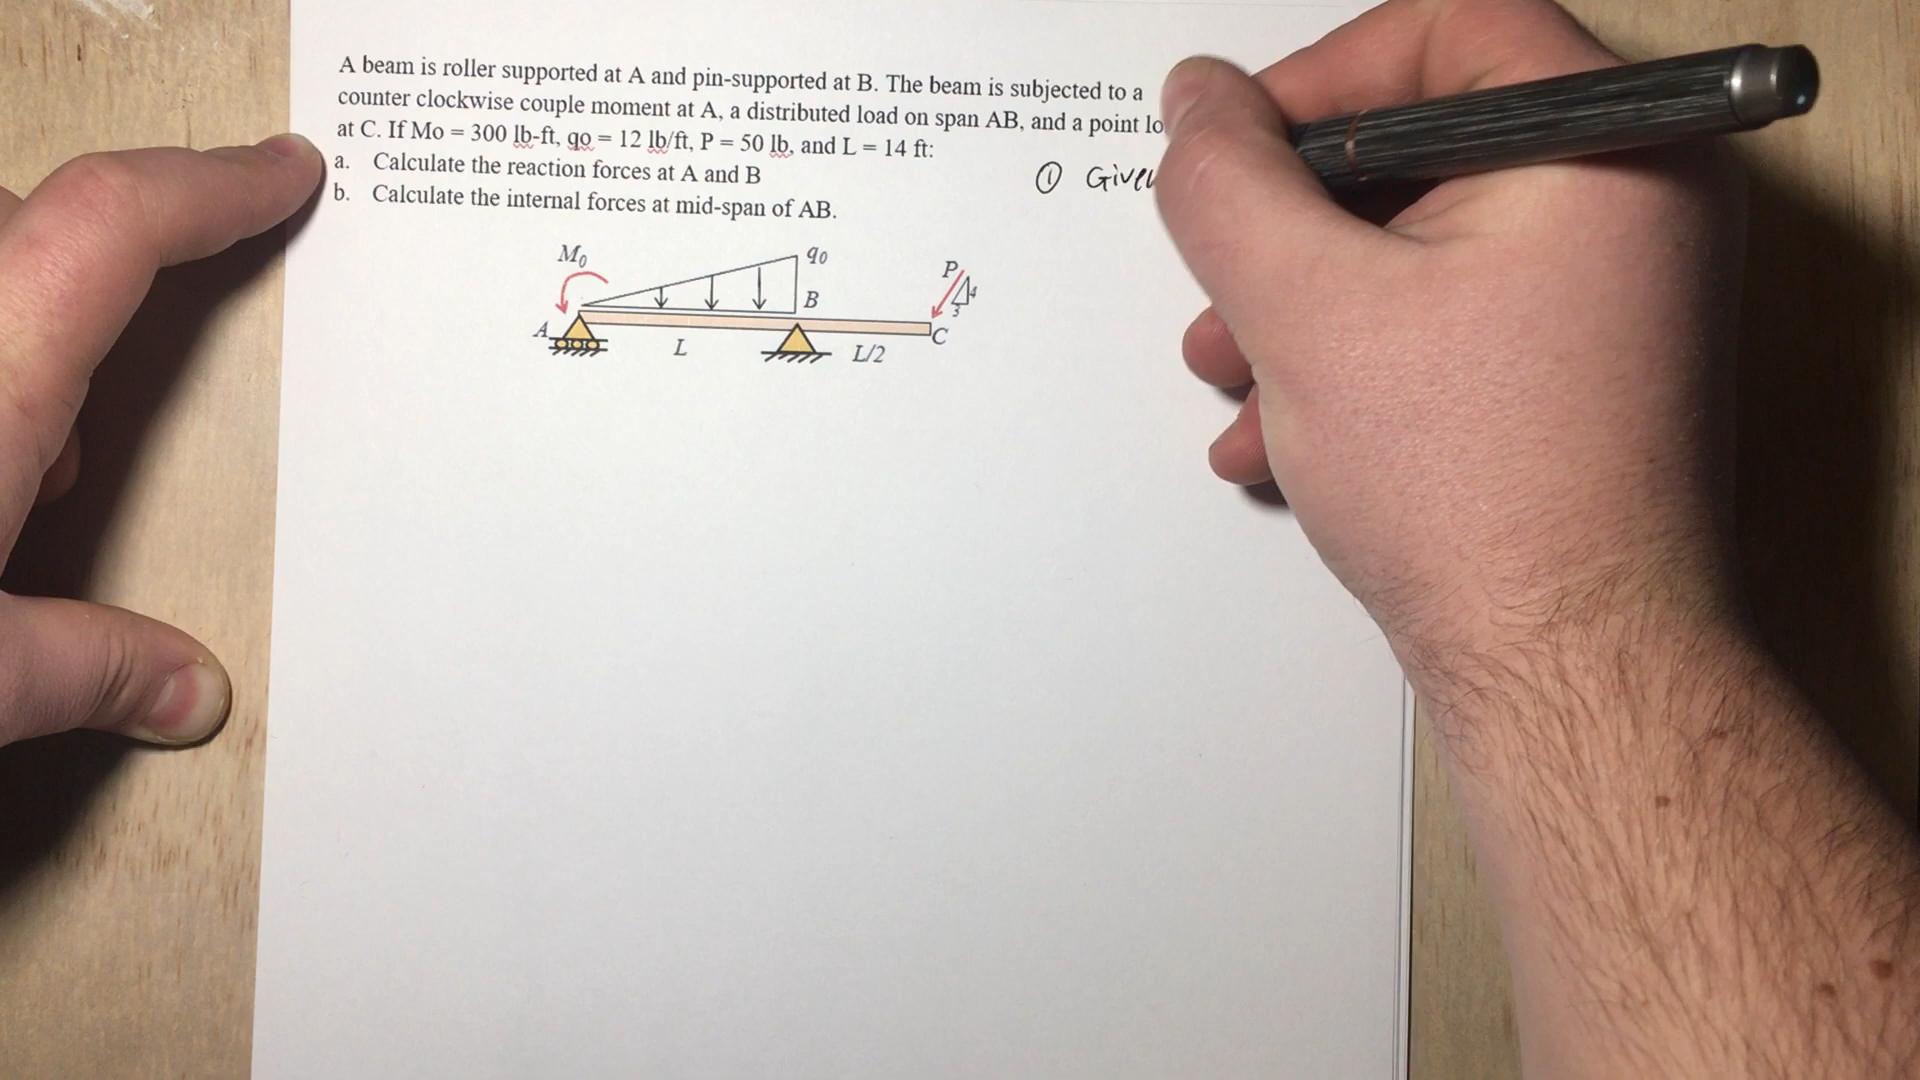 A beam is roller supported at A and pin-supported at B. The beam is subjected to a
counter clockwise couple moment at A, a distributed load on span AB, and a point lo
at C. If Mo = 300 lb-ft, qo = 12 lb/ft, P = 50 lb, and L = 14 ft:
a. Calculate the reaction forces at A and B
① Given
b. Calculate the internal forces at mid-span of AB.
M0
q0
P
4
3
B
A
C
L
L/2